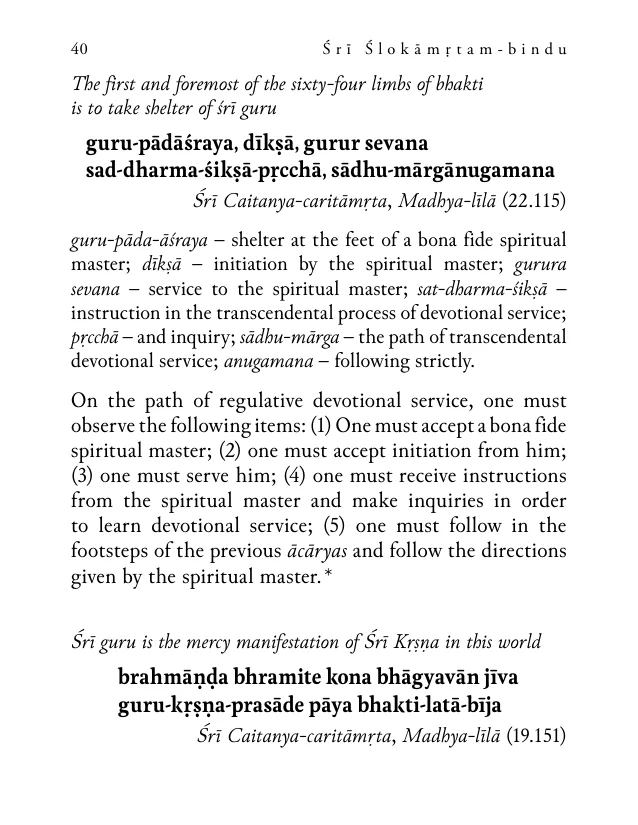 40
Śrī Ślokāmṛtam-bindu
The first and foremost of the sixty-four limbs of bhakti
is to take shelter of śrī guru
guru-pādāśraya, dīkṣā, gurur sevana
sad-dharma-śikṣā-pṛcchā, sādhu-mārgānugamana
Śrī Caitanya-caritāmṛta, Madhya-līlā (22.115)
guru-pāda-āśraya – shelter at the feet of a bona fide spiritual
master; dīkṣā – initiation by the spiritual master; gurura
sevana – service to the spiritual master; sat-dharma-śikṣā –
instruction in the transcendental process of devotional service;
pṛcchā – and inquiry; sādhu-mārga – the path of transcendental
devotional service; anugamana – following strictly.
On the path of regulative devotional service, one must
observe the following items: (1) One must accept a bona fide
spiritual master; (2) one must accept initiation from him;
(3) one must serve him; (4) one must receive instructions
from the spiritual master and make inquiries in order
to learn devotional service; (5) one must follow in the
footsteps of the previous ācāryas and follow the directions
given by the spiritual master.*
Śrī guru is the mercy manifestation of Śrī Kṛṣṇa in this world
brahmāṇḍa bhramite kona bhāgyavān jīva
guru-kṛṣṇa-prasāde pāya bhakti-latā-bīja
Śrī Caitanya-caritāmṛta, Madhya-līlā (19.151)